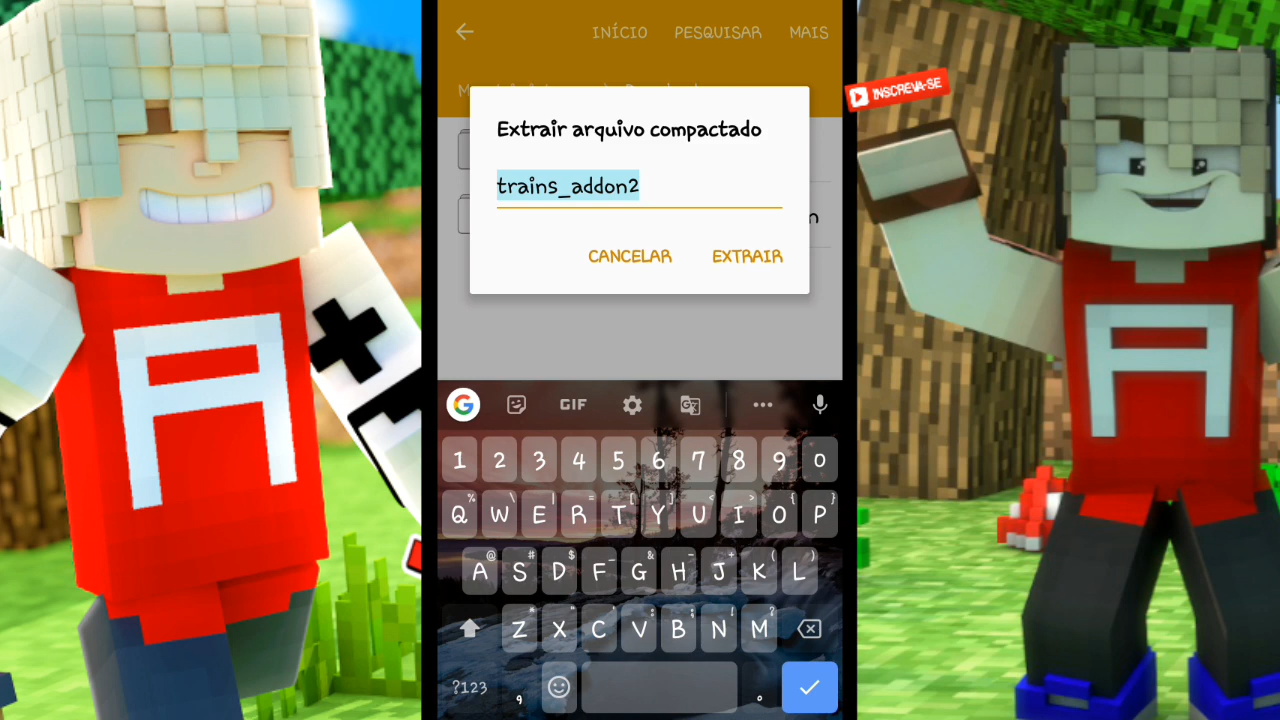 INÍCIO PESQUISAR MAIS
INSCREVA-SE
Extrair arquivo compactado
trains_addon2
CANCELAR EXTRAIR
A
A
G GIF G
1 2 3 4 5 6 7 8 9 0
% \ | = [ ] < > { }
Q W E R T Y U I O P
@ # $ _ & - + ( )
A S D F G H J K L
* " ' : ; ! ?
Z X C V B N M
?123 , .